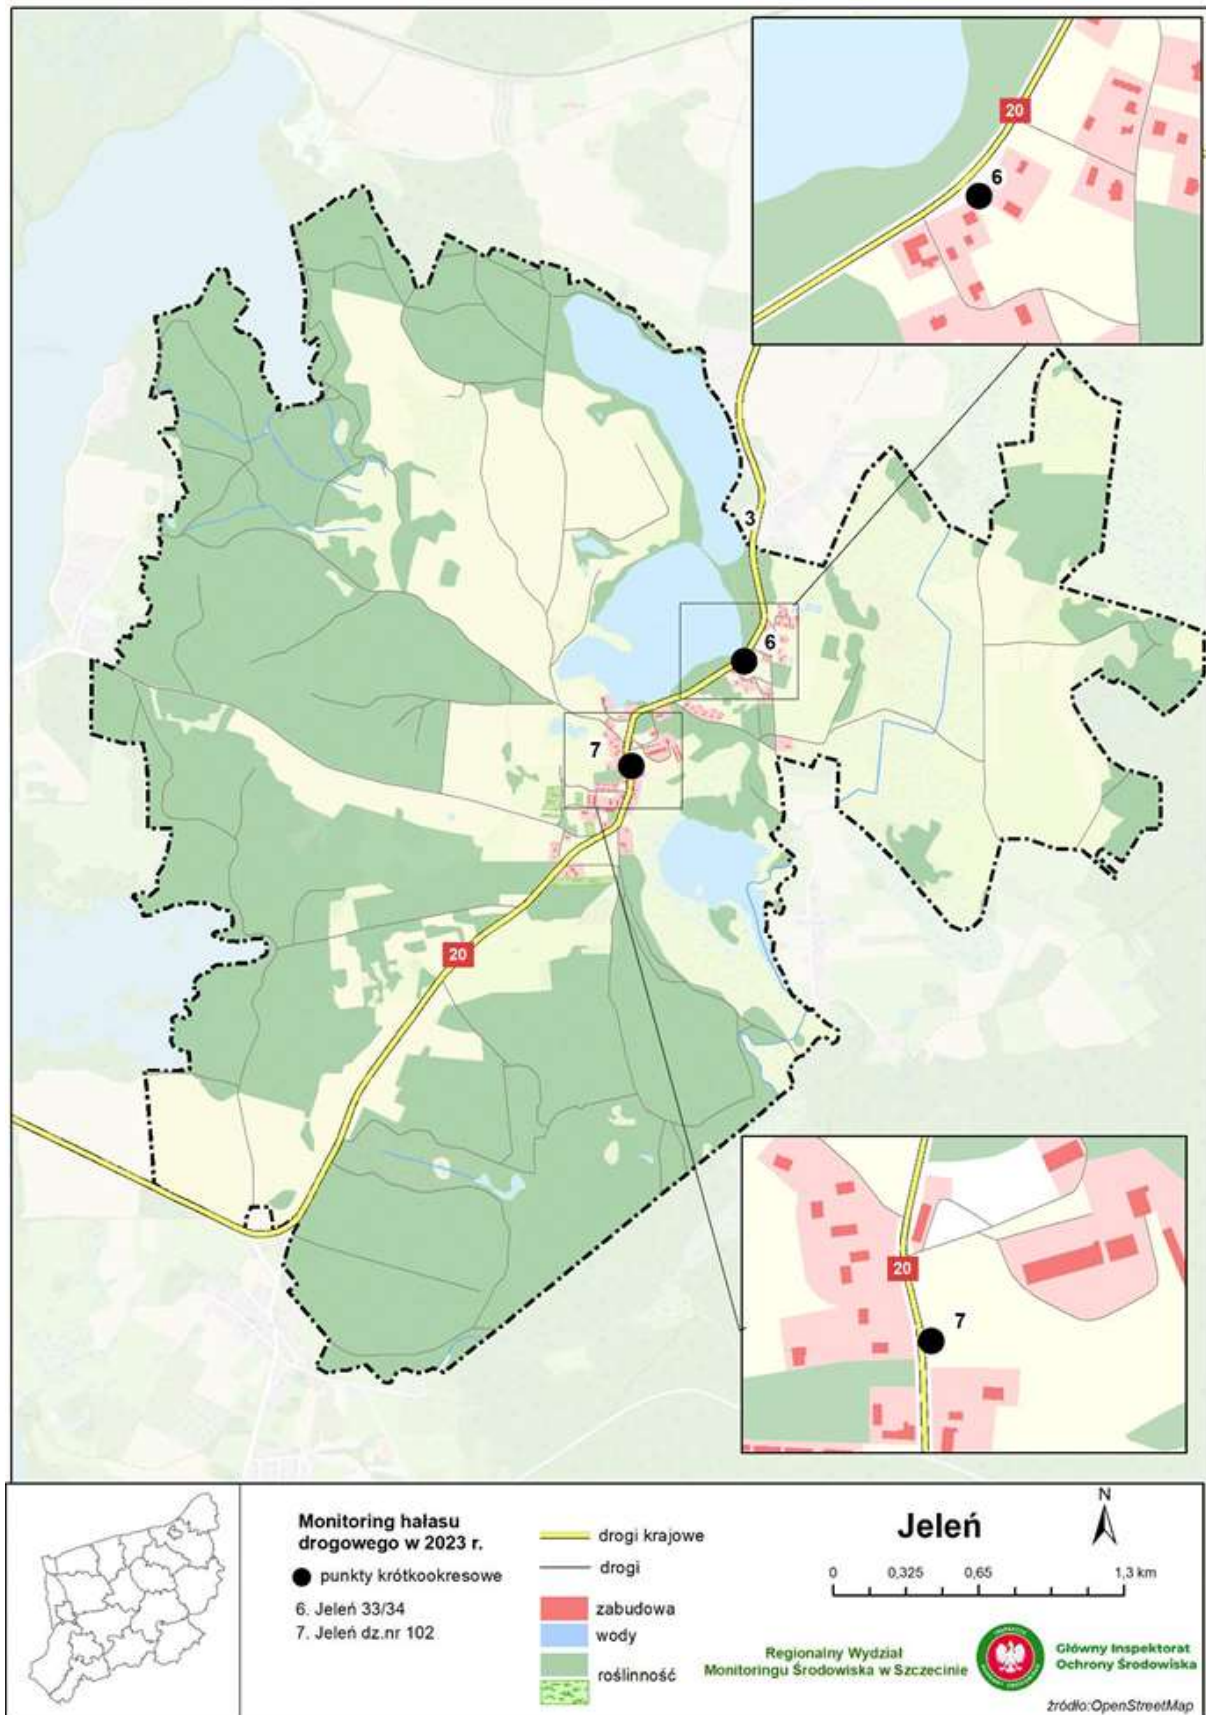 20
6
3
6
7
20
20
7
Monitoring hałasu
drogowego w 2023 r.
punkty krótkookresowe
6. Jeleń 33/34
7. Jeleń dz.nr 102
drogi krajowe
drogi
zabudowa
wody
roślinność
Jeleń
N
0 0,325 0,65 1,3 km
Regionalny Wydział
Monitoringu Środowiska w Szczecinie
Główny Inspektorat
Ochrony Środowiska
źródło:OpenStreetMap